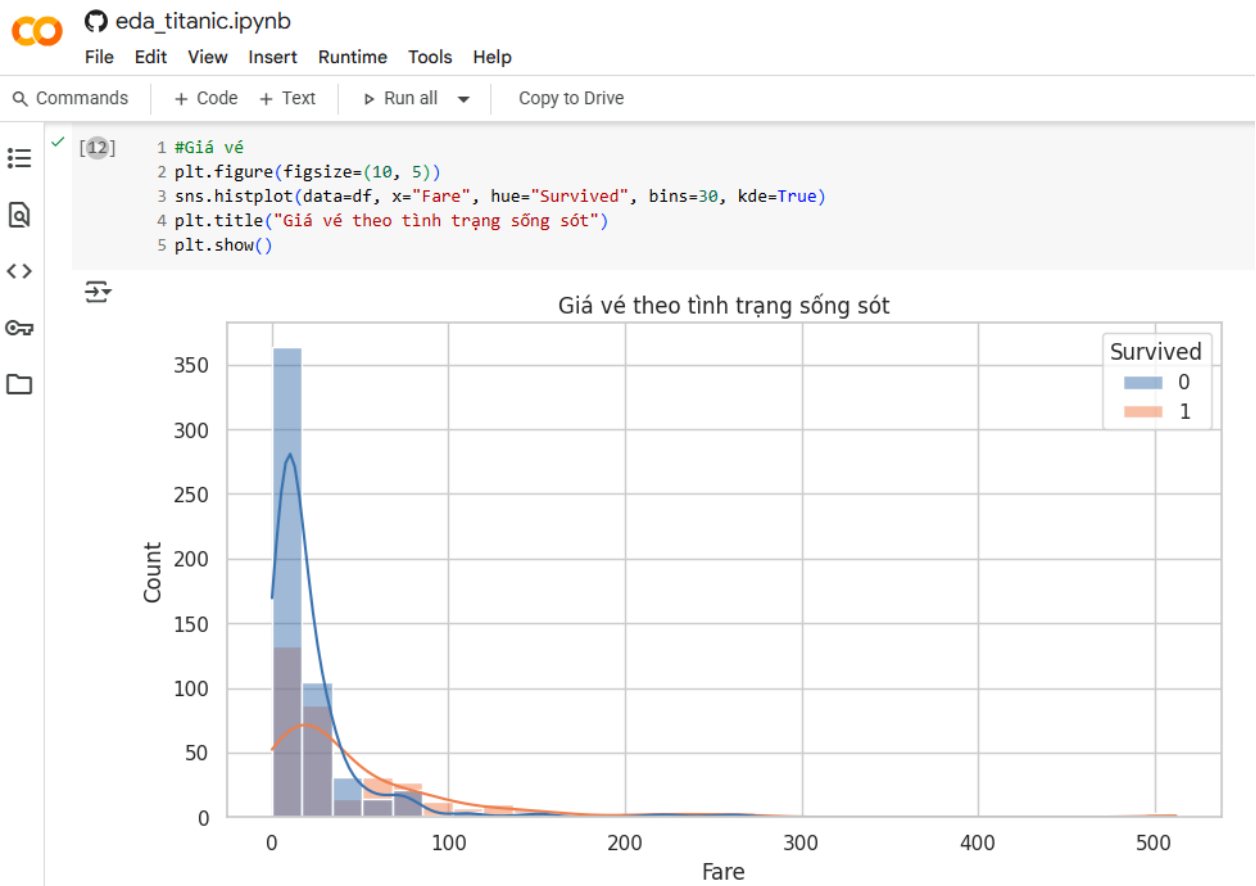 eda_titanic.ipynb
File Edit View Insert Runtime Tools Help
Commands + Code + Text Run all Copy to Drive
[12]
1 #Giá vé
2 plt.figure(figsize=(10, 5))
3 sns.histplot(data=df, x="Fare", hue="Survived", bins=30, kde=True)
4 plt.title("Giá vé theo tình trạng sống sót")
5 plt.show()
Giá vé theo tình trạng sống sót
Survived
0
1
350
300
250
200
150
100
50
0
Count
0 100 200 300 400 500
Fare